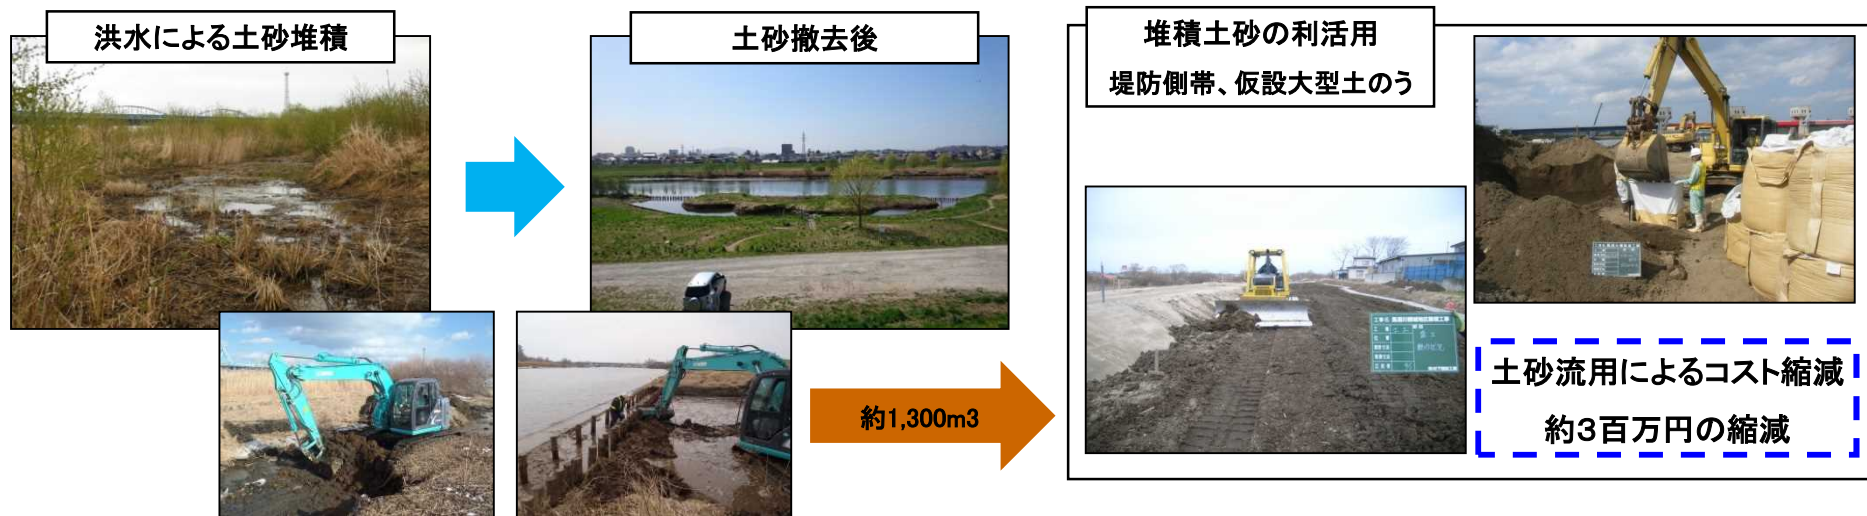 洪水による土砂堆積
土砂撤去後
堆積土砂の利活用
堤防側帯、仮設大型土のう
約1,300m3
土砂流用によるコスト縮減
約3百万円の縮減